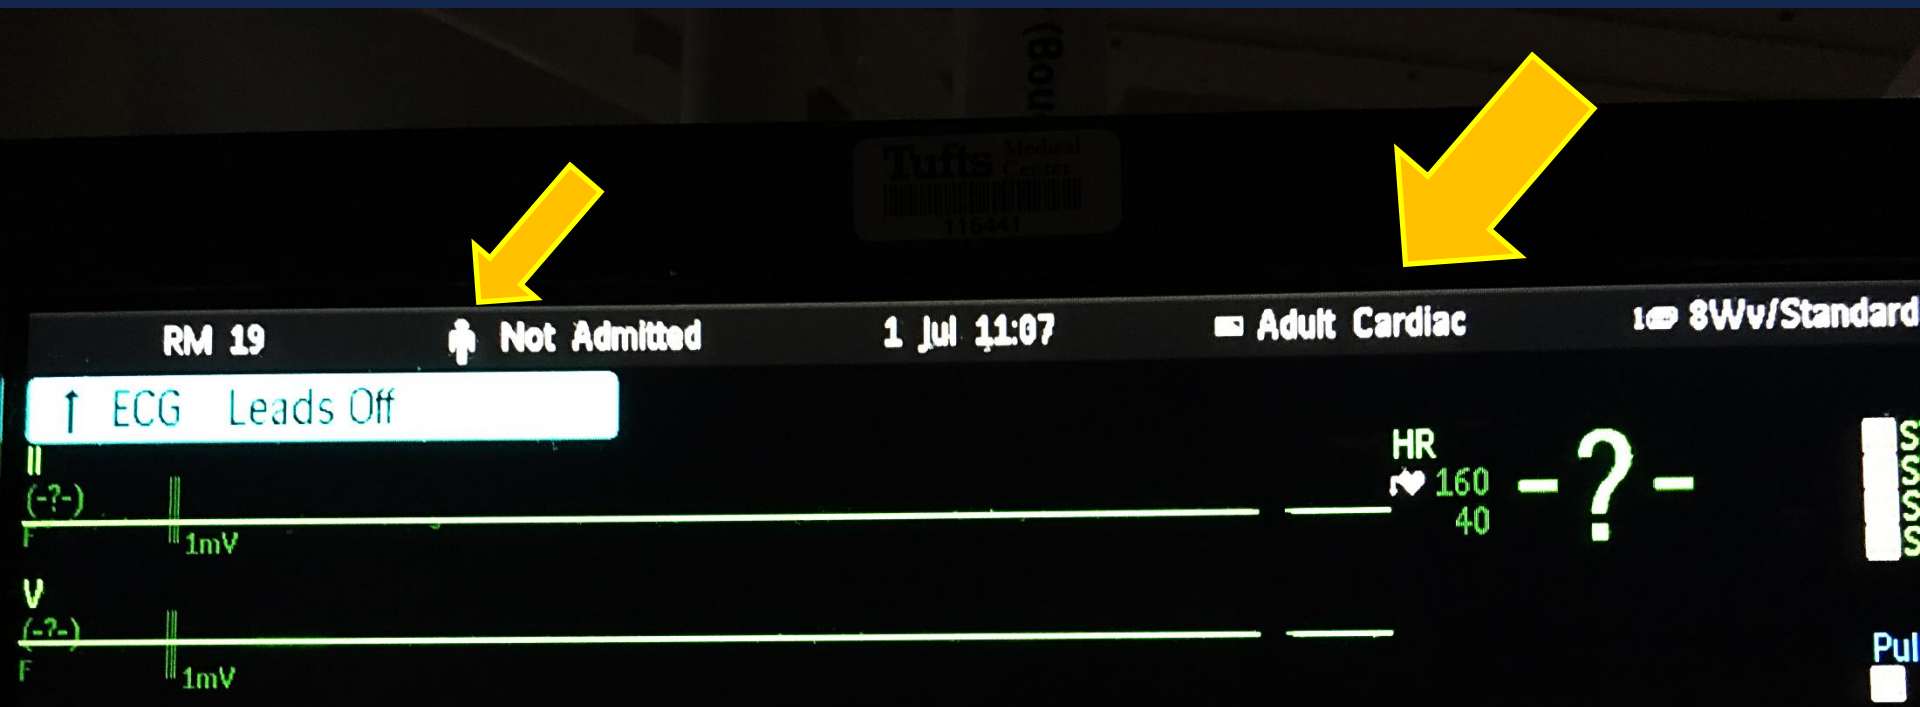 (Bou
Tufts Medical Center
118441
RM 19 Not Admitted 1 Jul 11:07 Adult Cardiac 8Wv/Standard
ECG Leads Off
II
(-?-)
F
1mV
HR
160
40
-?-
V
(-?-)
F
1mV
S
S
S
S
Pul